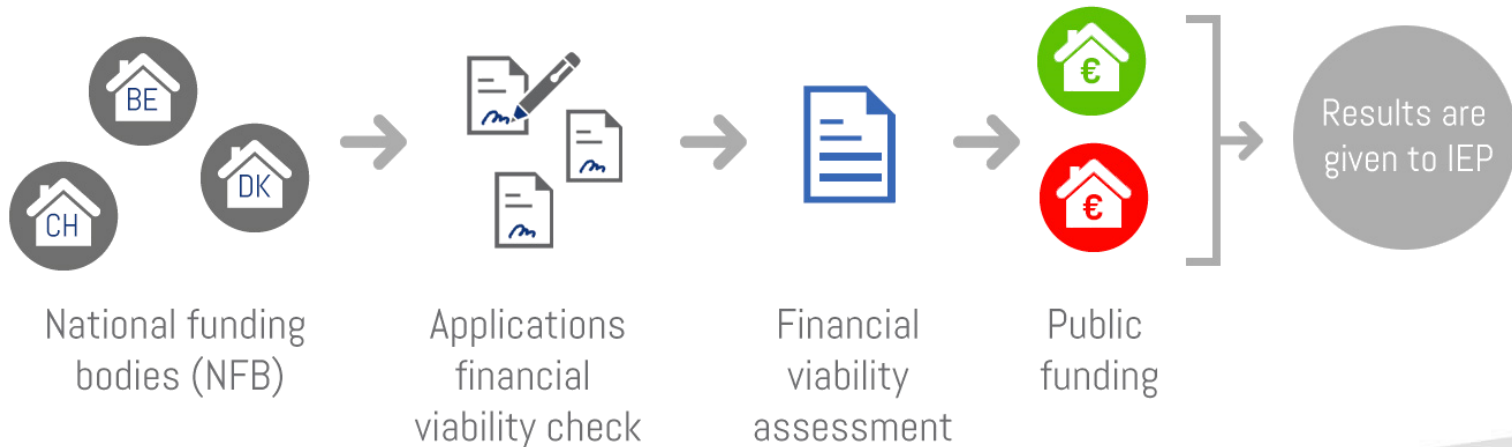 BE
DK
CH
€
€
Results are
given to IEP
National funding
bodies (NFB)
Applications
financial
viability check
Financial
viability
assessment
Public
funding